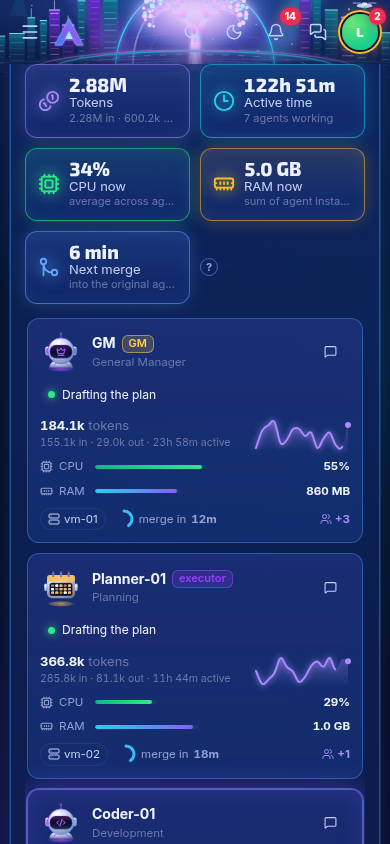 14
2
L
2.88M
Tokens
2.28M in · 600.2k ...
122h 51m
Active time
7 agents working
34%
CPU now
average across ag...
5.0 GB
RAM now
sum of agent insta...
6 min
Next merge
into the original ag...
?
GM GM
General Manager
Drafting the plan
184.1k tokens
155.1k in · 29.0k out · 23h 58m active
CPU 55%
RAM 860 MB
vm-01 merge in 12m +3
Planner-01 executor
Planning
Drafting the plan
366.8k tokens
285.8k in · 81.1k out · 11h 44m active
CPU 29%
RAM 1.0 GB
vm-02 merge in 18m +1
Coder-01
Development